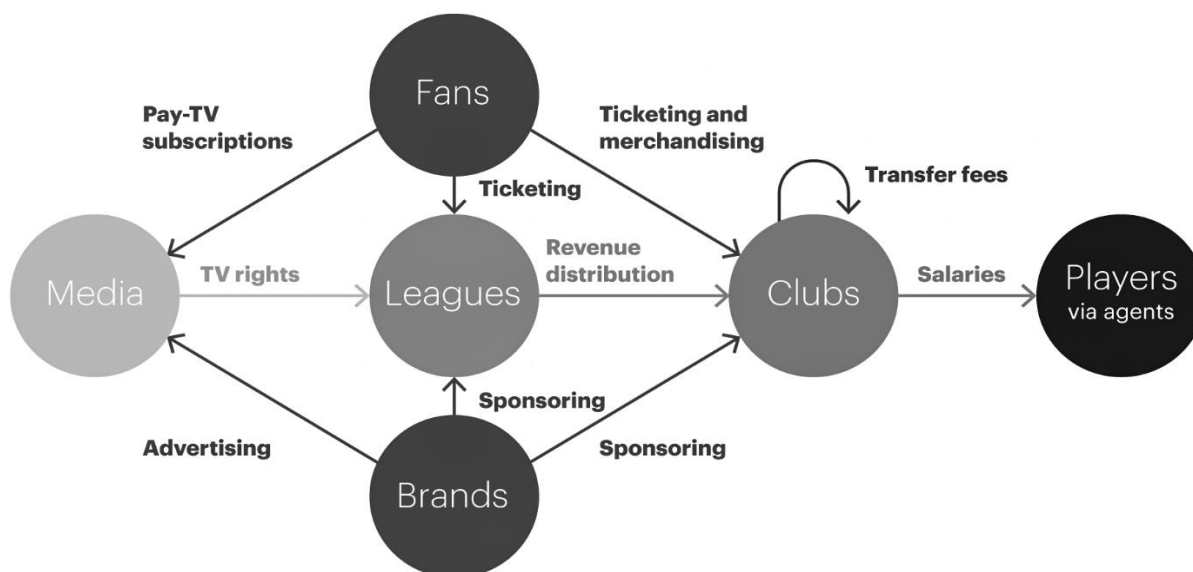 Fans
Pay-TV
subscriptions
Ticketing and
merchandising
Ticketing
Transfer fees
Media
TV rights
Leagues
Revenue
distribution
Clubs
Salaries
Players
via agents
Sponsoring
Advertising
Sponsoring
Brands